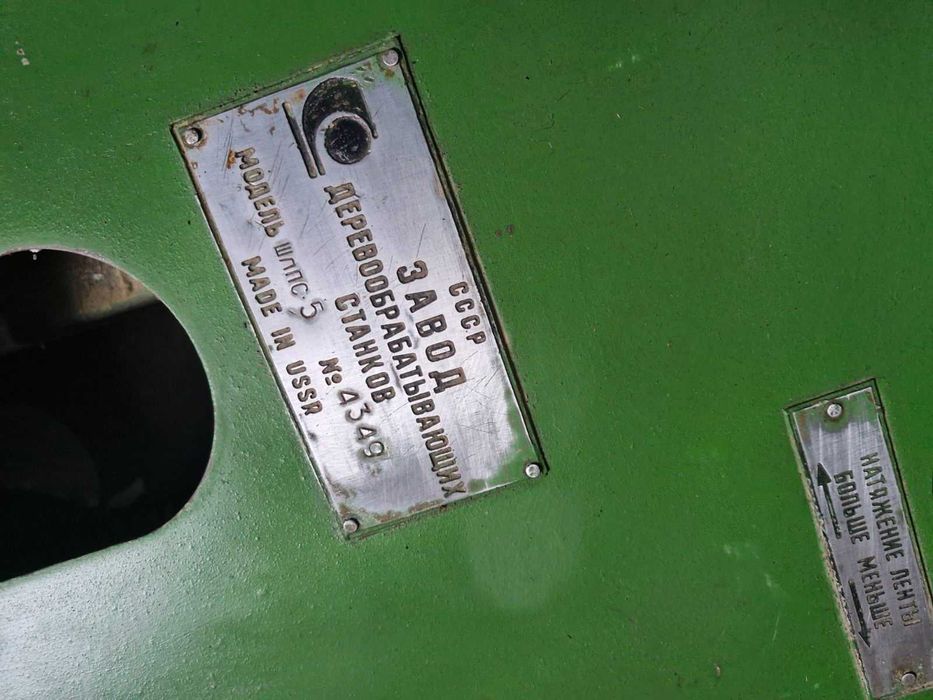 СССР
ЗАВОД
ДЕРЕВООБРАБАТЫВАЮЩИХ
СТАНКОВ
МОДЕЛЬ ШЛПС-5 № 4349
MADE IN USSR
НАТЯЖЕНИЕ ЛЕНТЫ
БОЛЬШЕ МЕНЬШЕ